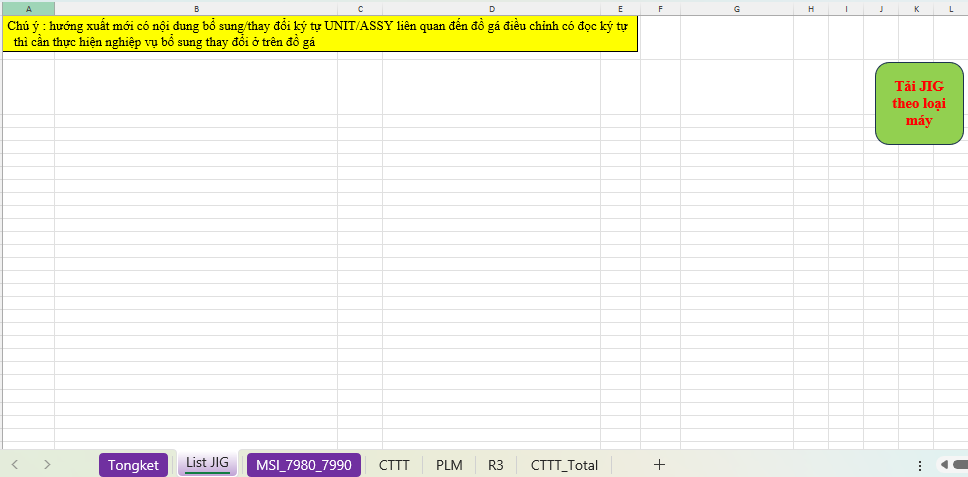 A B C D E F G H I J K L
Chú ý : hướng xuất mới có nội dung bổ sung/thay đổi ký tự UNIT/ASSY liên quan đến đồ gá điều chỉnh có đọc ký tự
thì cần thực hiện nghiệp vụ bổ sung thay đổi ở trên đồ gá
Tải JIG
theo loại
máy
Tongket List JIG MSI_7980_7990 CTTT PLM R3 CTTT_Total